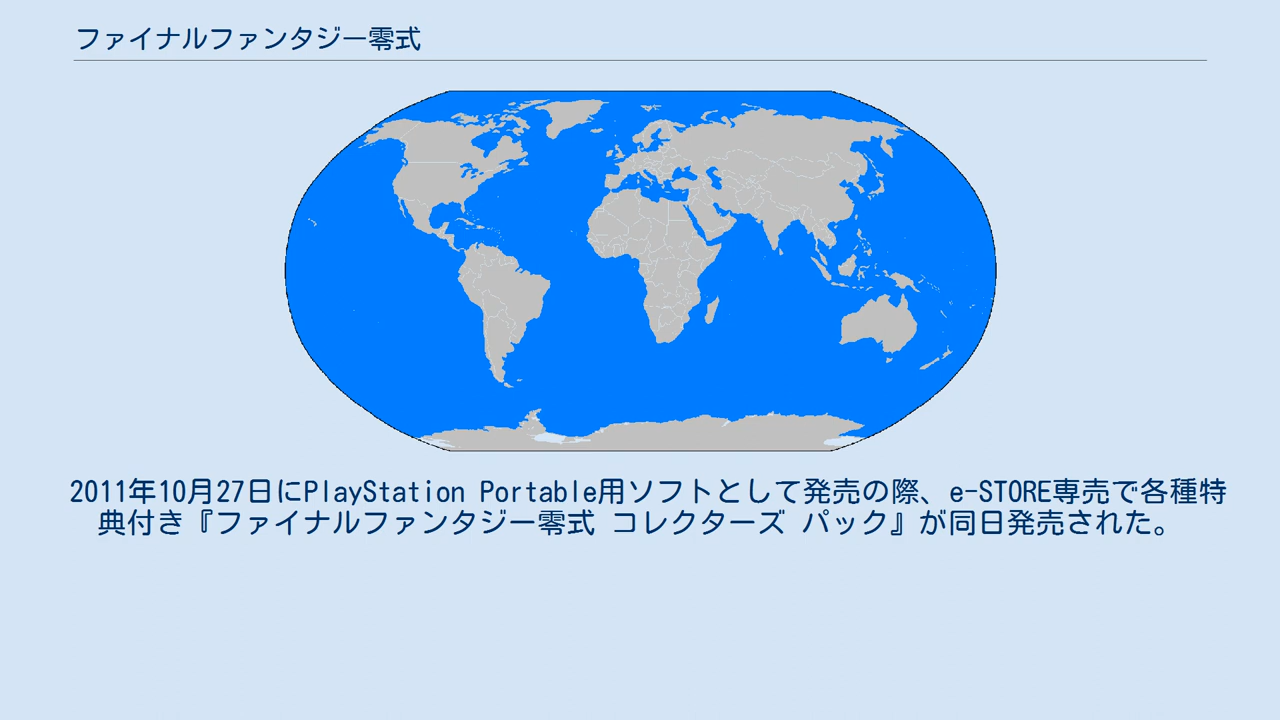 ファイナルファンタジー零式
2011年10月27日にPlayStation Portable用ソフトとして発売の際、e-STORE専売で各種特
典付き『ファイナルファンタジー零式 コレクターズ パック』が同日発売された。